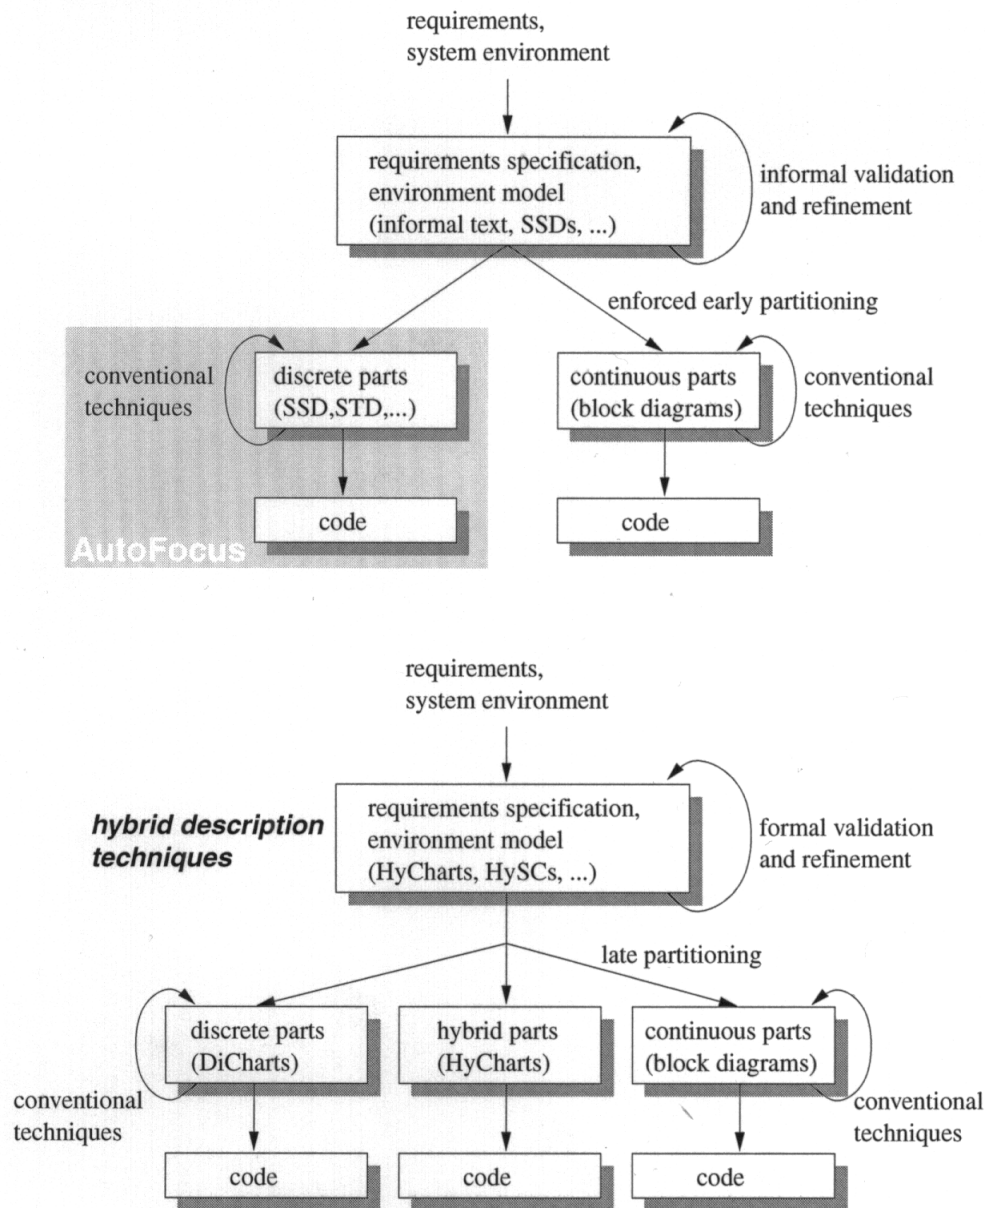 requirements,
system environment
requirements specification,
environment model
(informal text, SSDs, ...)
informal validation
and refinement
enforced early partitioning
conventional
techniques
discrete parts
(SSD,STD,...)
continuous parts
(block diagrams)
conventional
techniques
code
code
AutoFocus
requirements,
system environment
hybrid description
techniques
requirements specification,
environment model
(HyCharts, HySCs, ...)
formal validation
and refinement
late partitioning
discrete parts
(DiCharts)
hybrid parts
(HyCharts)
continuous parts
(block diagrams)
conventional
techniques
conventional
techniques
code
code
code